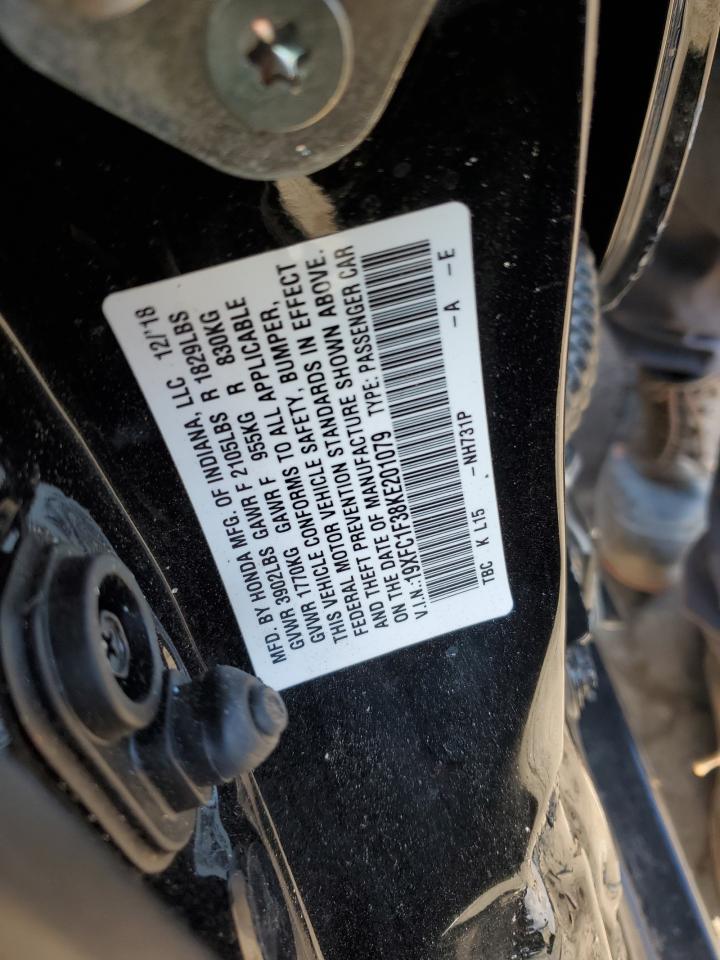 MFD. BY HONDA MFG. OF INDIANA, LLC 12/'18
GVWR 3902LBS GAWR F 2105LBS R 1829LBS
GVWR 1770KG GAWR F 955KG R 830KG
THIS VEHICLE CONFORMS TO ALL APPLICABLE
FEDERAL MOTOR VEHICLE SAFETY, BUMPER,
AND THEFT PREVENTION STANDARDS IN EFFECT
ON THE DATE OF MANUFACTURE SHOWN ABOVE.
V.I.N.:19XFC1F38KE201079 TYPE: PASSENGER CAR
TBC K L15 -NH731P -A -E